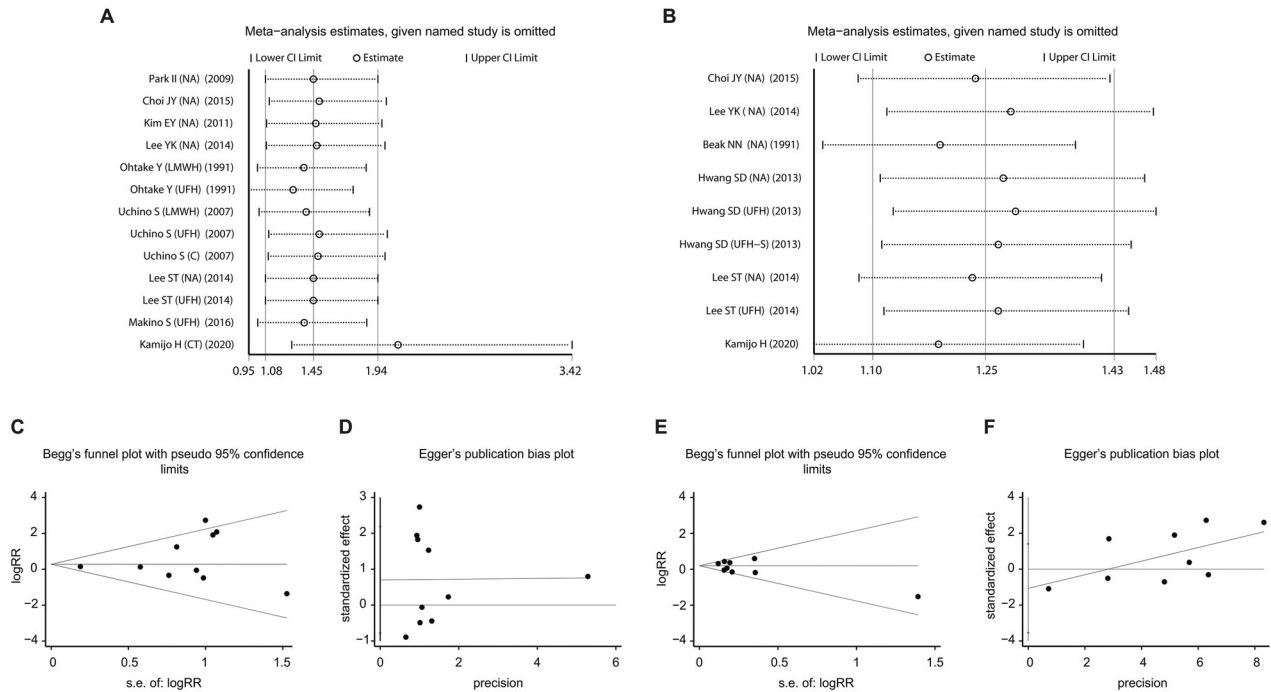 A
Meta−analysis estimates, given named study is omitted
Lower CI Limit Estimate Upper CI Limit
Park II (NA) (2009)
Choi JY (NA) (2015)
Kim EY (NA) (2011)
Lee YK (NA) (2014)
Ohtake Y (LMWH) (1991)
Ohtake Y (UFH) (1991)
Uchino S (LMWH) (2007)
Uchino S (UFH) (2007)
Uchino S (C) (2007)
Lee ST (NA) (2014)
Lee ST (UFH) (2014)
Makino S (UFH) (2016)
Kamijo H (CT) (2020)
0.95 1.08 1.45 1.94 3.42
B
Meta−analysis estimates, given named study is omitted
Lower CI Limit Estimate Upper CI Limit
Choi JY (NA) (2015)
Lee YK ( NA) (2014)
Beak NN (NA) (1991)
Hwang SD (NA) (2013)
Hwang SD (UFH) (2013)
Hwang SD (UFH−S) (2013)
Lee ST (NA) (2014)
Lee ST (UFH) (2014)
Kamijo H (2020)
1.02 1.10 1.25 1.43 1.48
C
Begg's funnel plot with pseudo 95% confidence
limits
logRR
4
2
0
−2
−4
0 0.5 1 1.5
s.e. of: logRR
D
Egger's publication bias plot
standardized effect
3
2
1
0
−1
0 2 4 6
precision
E
Begg's funnel plot with pseudo 95% confidence
limits
logRR
4
2
0
−2
−4
0 0.5 1 1.5
s.e. of: logRR
F
Egger's publication bias plot
standardized effect
4
2
0
−2
−4
0 2 4 6 8
precision